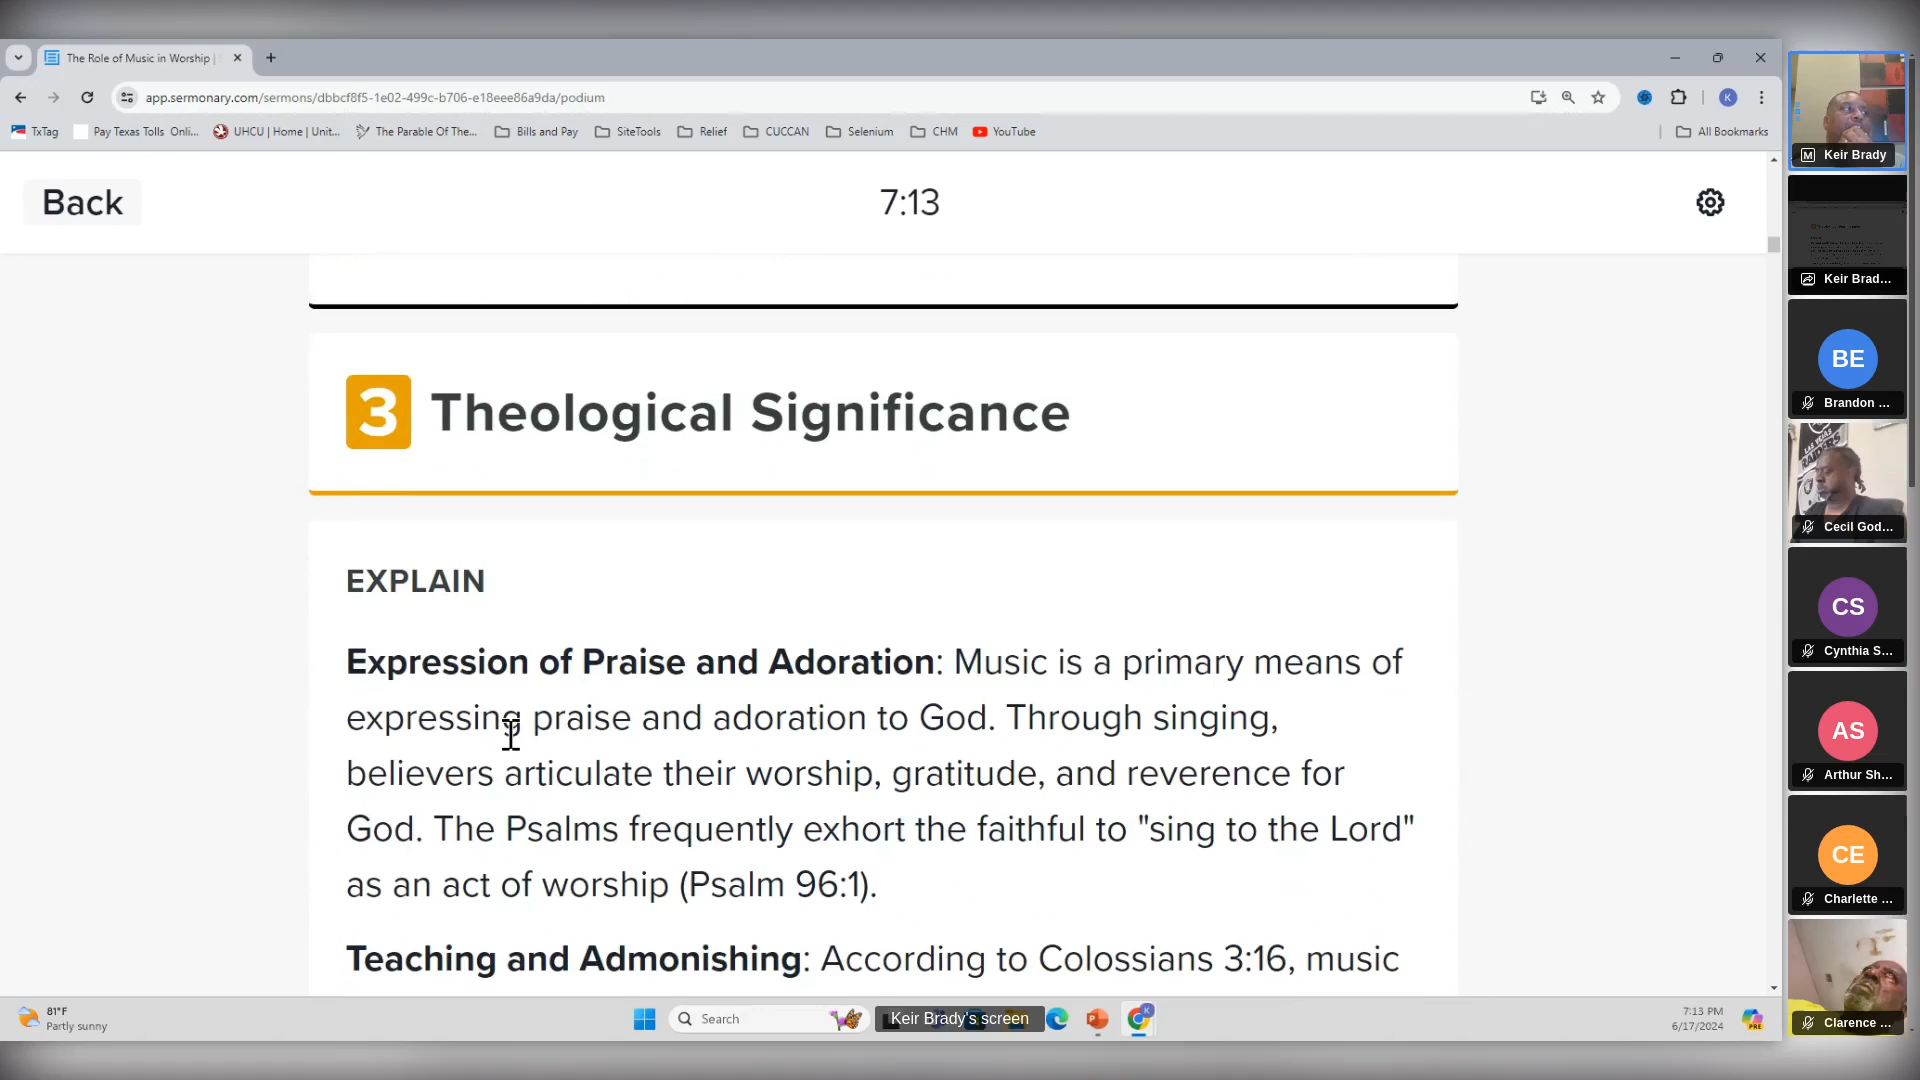 The Role of Music in Worship |
app.sermonary.com/sermons/dbbcf8f5-1e02-499c-b706-e18eee86a9da/podium
K
TxTag
Pay Texas Tolls Onli...
UHCU | Home | Unit...
The Parable Of The...
Bills and Pay
SiteTools
Relief
CUCCAN
Selenium
CHM
YouTube
All Bookmarks
Back
7:13
3 Theological Significance
EXPLAIN
Expression of Praise and Adoration: Music is a primary means of
expressing praise and adoration to God. Through singing,
believers articulate their worship, gratitude, and reverence for
God. The Psalms frequently exhort the faithful to "sing to the Lord"
as an act of worship (Psalm 96:1).
Teaching and Admonishing: According to Colossians 3:16, music
81°F
Partly sunny
Search
Keir Brady's screen
7:13 PM
6/17/2024
PRE
Keir Brady
Keir Brad...
BE
Brandon ...
LAS VEGAS
RAIDERS
Cecil God...
CS
Cynthia S...
AS
Arthur Sh...
CE
Charlette ...
Clarence ...